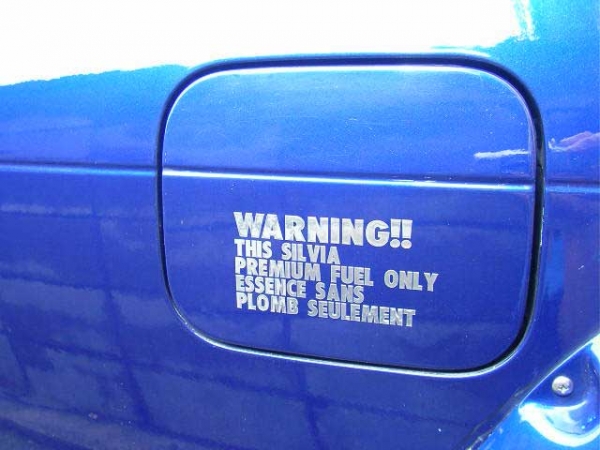 WARNING!!
THIS SILVIA
PREMIUM FUEL ONLY
ESSENCE SANS
PLOMB SEULEMENT